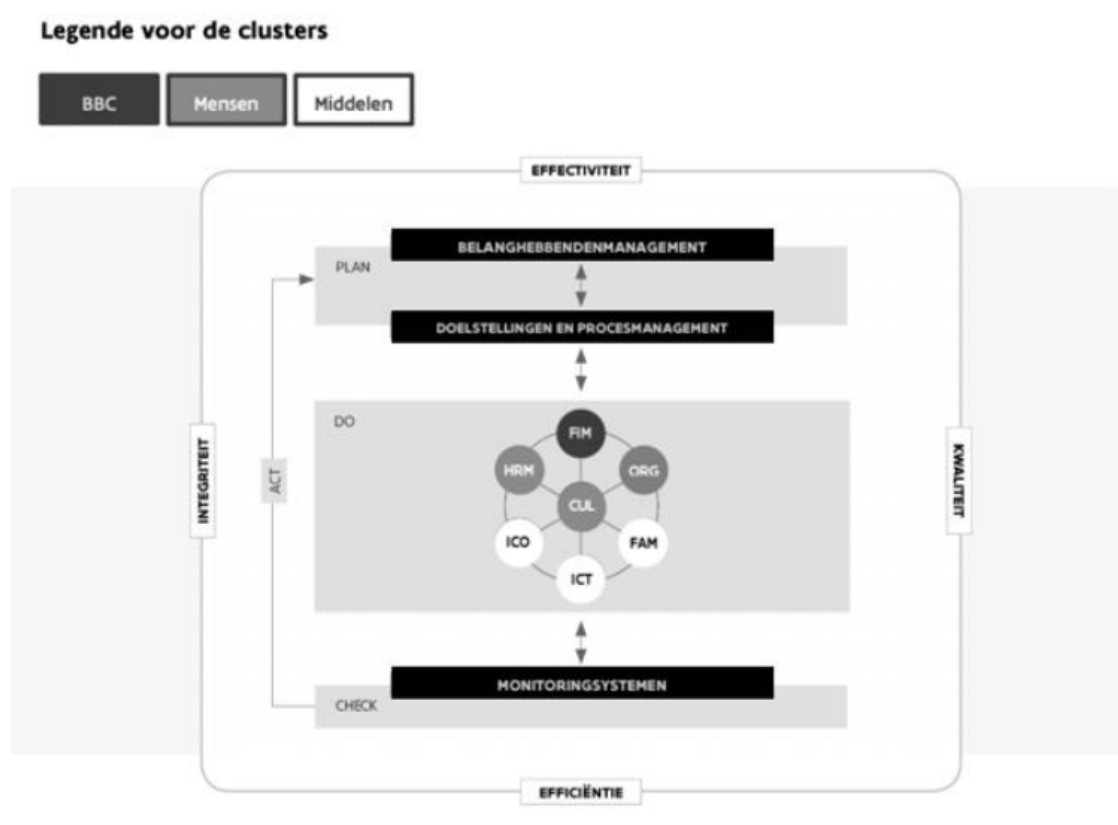 Legende voor de clusters
BBC
Mensen
Middelen
EFFECTIVITEIT
BELANGHEBBENDENMANAGEMENT
PLAN
DOELSTELLINGEN EN PROCESMANAGEMENT
DO
FIM
HRM
ORG
CUL
ICO
FAM
ICT
INTEGRITEIT
ACT
KWALITEIT
MONITORINGSYSTEMEN
CHECK
EFFICIËNTIE